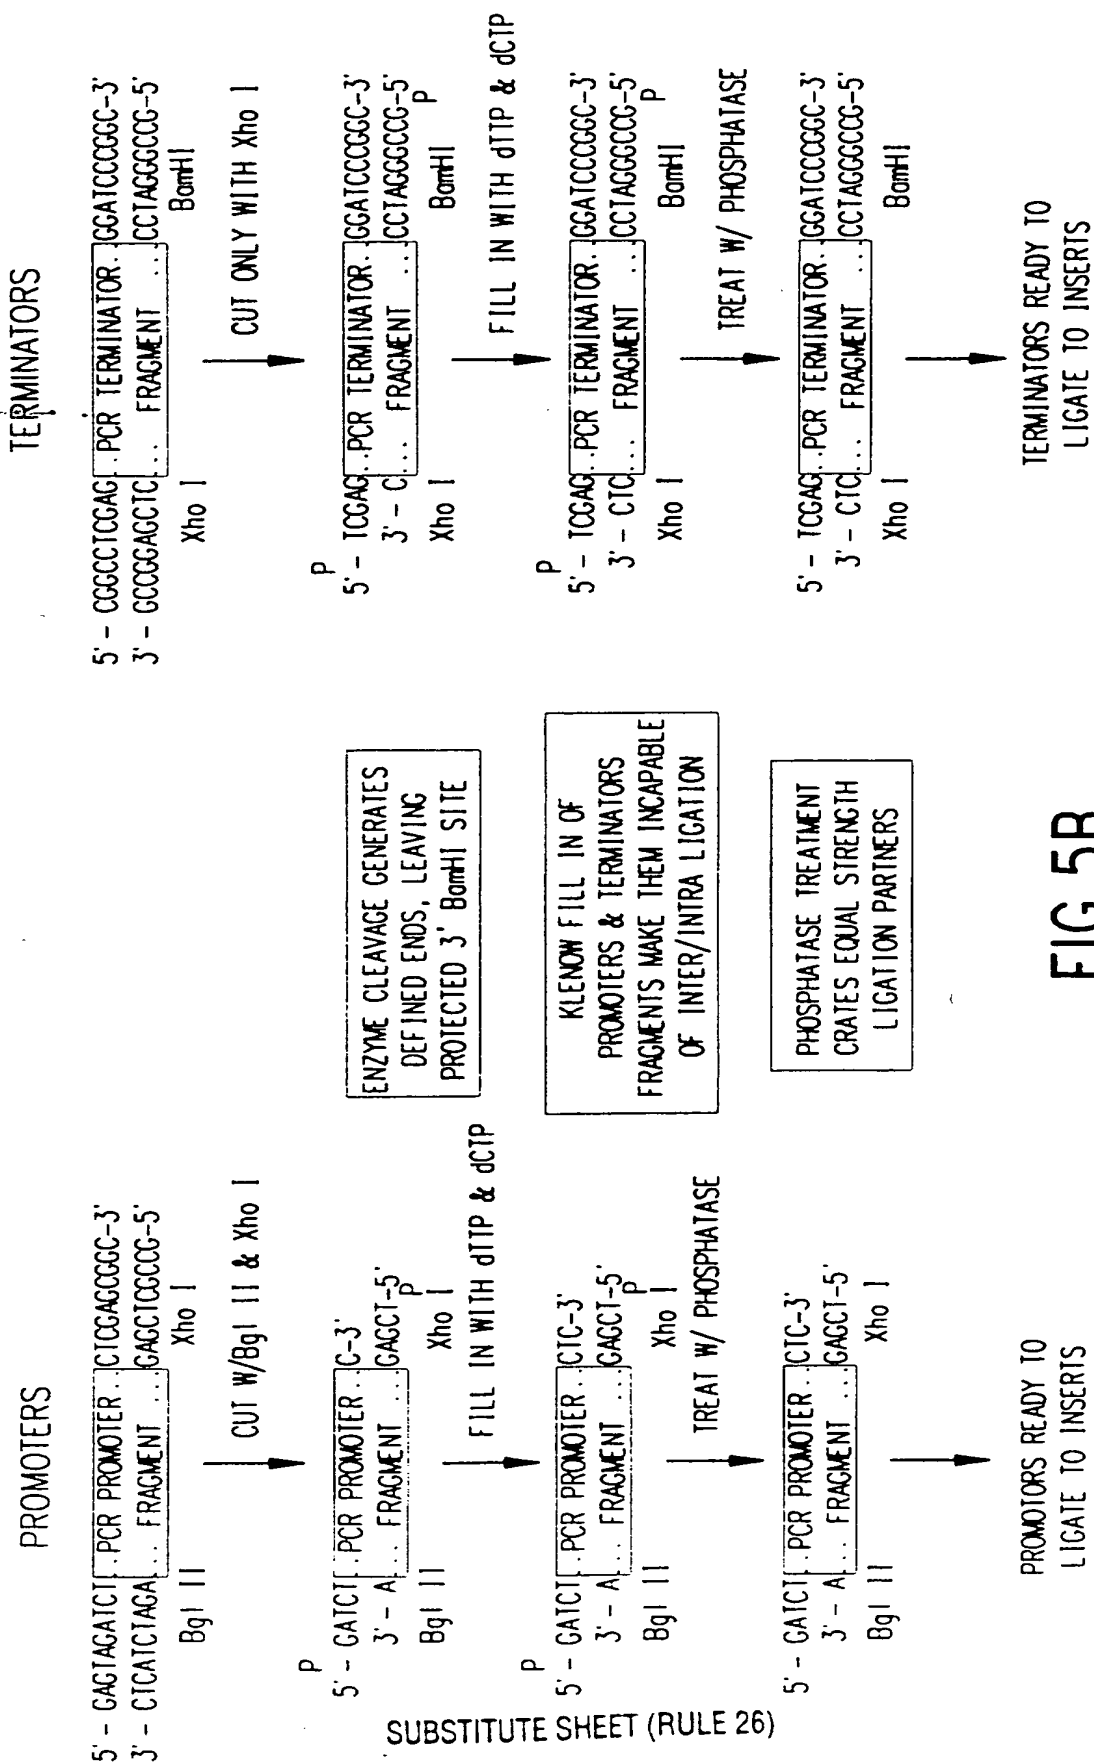 PROMOTERS
5' - GAGTAGATCT..PCR PROMOTER..CTCGAGCGGC-3'
3' - CTCATCTAGA... FRAGMENT ...GAGCTCGCCG-5'
Bgl II
Xho I
CUT W/Bgl II & Xho I
P
5' - GATCT..PCR PROMOTER..C-3'
3' - A... FRAGMENT ...GAGCT-5'
P
Bgl II
Xho I
FILL IN WITH dTTP & dCTP
P
5' - GATCT..PCR PROMOTER..CTC-3'
3' - A... FRAGMENT ...GAGCT-5'
P
Bgl II
Xho I
TREAT W/ PHOSPHATASE
5' - GATCT..PCR PROMOTER..CTC-3'
3' - A... FRAGMENT ...GAGCT-5'
Bgl II
Xho I
PROMOTORS READY TO
LIGATE TO INSERTS
ENZYME CLEAVAGE GENERATES
DEFINED ENDS, LEAVING
PROTECTED 3' BamHI SITE
KLENOW FILL IN OF
PROMOTERS & TERMINATORS
FRAGMENTS MAKE THEM INCAPABLE
OF INTER/INTRA LIGATION
PHOSPHATASE TREATMENT
CRATES EQUAL STRENGTH
LIGATION PARTNERS
TERMINATORS
5' - CGGCCTCGAG..PCR TERMINATOR..GGATCCCGGC-3'
3' - GCCGGAGCTC... FRAGMENT ...CCTAGGGCCG-5'
Xho I
BamHI
CUT ONLY WITH Xho I
P
5' - TCGAG..PCR TERMINATOR..GGATCCCGGC-3'
3' - C... FRAGMENT ...CCTAGGGCCG-5'
P
Xho I
BamHI
FILL IN WITH dTTP & dCTP
P
5' - TCGAG..PCR TERMINATOR..GGATCCCGGC-3'
3' - CTC... FRAGMENT ...CCTAGGGCCG-5'
P
Xho I
BamHI
TREAT W/ PHOSPHATASE
5' - TCGAG..PCR TERMINATOR..GGATCCCGGC-3'
3' - CTC... FRAGMENT ...CCTAGGGCCG-5'
Xho I
BamHI
TERMINATORS READY TO
LIGATE TO INSERTS
FIG 5B
SUBSTITUTE SHEET (RULE 26)